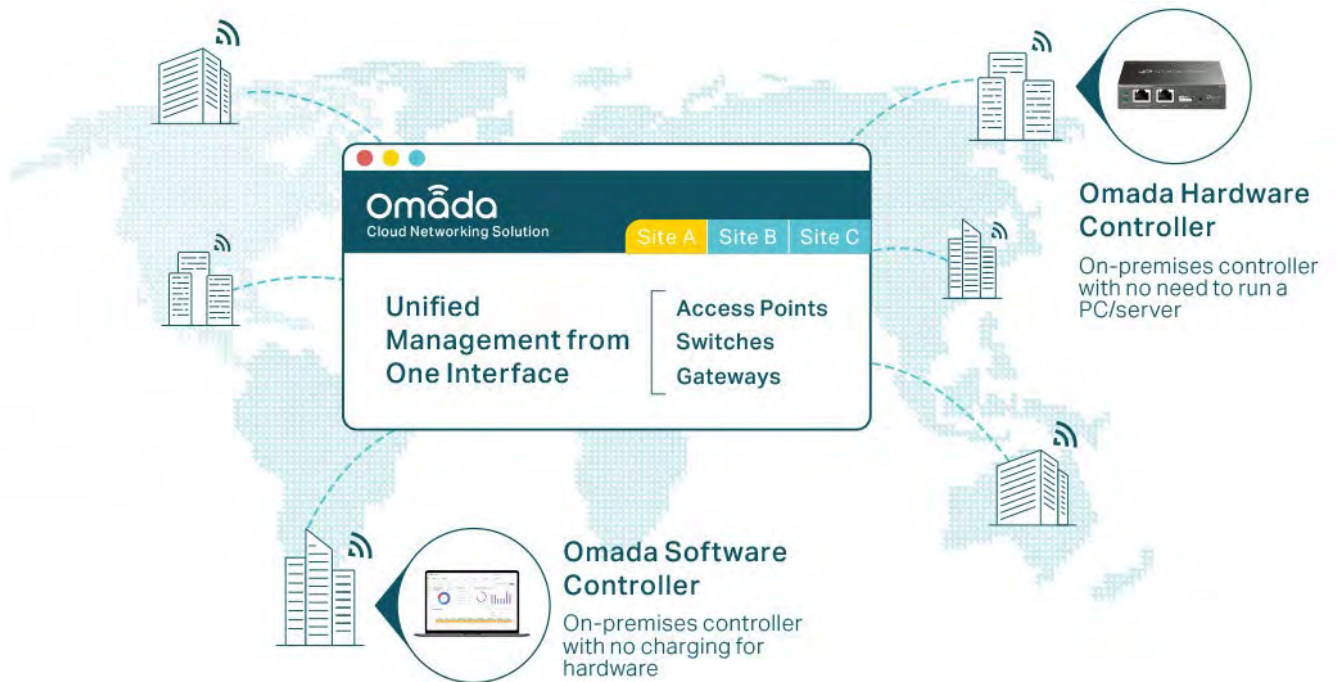 Omada
Cloud Networking Solution
Site A
Site B
Site C
Unified
Management from
One Interface
Access Points
Switches
Gateways
Omada Hardware
Controller
On-premises controller
with no need to run a
PC/server
Omada Software
Controller
On-premises controller
with no charging for
hardware